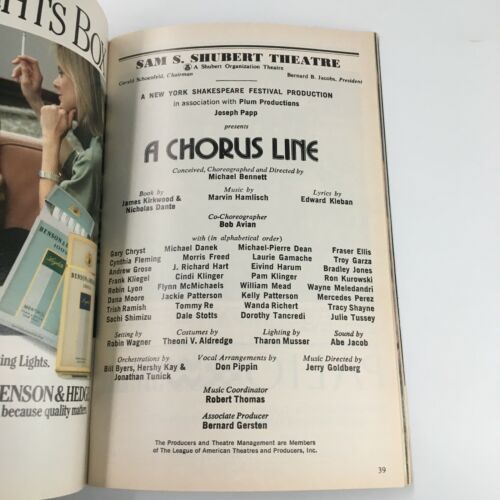 HTS BO
ing Lights.
ENSON & HEDGE
because quality matter
SAM S. SHUBERT THEATRE
A Shubert Organization Theatre
Gerald Schoenfeld, Chairman Bernard B. Jacobs, President
A NEW YORK SHAKESPEARE FESTIVAL PRODUCTION
in association with Plum Productions
Joseph Papp
presents
A CHORUS LINE
Conceived, Choreographed and Directed by
Michael Bennett
Book by Music by Lyrics by
James Kirkwood & Marvin Hamlisch Edward Kleban
Nicholas Dante
Co-Choreographer
Bob Avian
with (in alphabetical order)
Gary Chryst Michael Danek Michael-Pierre Dean Fraser Ellis
Cynthia Fleming Morris Freed Laurie Gamache Troy Garza
Andrew Grose J. Richard Hart Eivind Harum Bradley Jones
Frank Kliegel Cindi Klinger Pam Klinger Ron Kurowski
Robin Lyon Flynn McMichaels William Mead Wayne Meledandri
Dana Moore Jackie Patterson Kelly Patterson Mercedes Perez
Trish Ramish Tommy Re Wanda Richert Tracy Shayne
Sachi Shimizu Dale Stotts Dorothy Tancredi Julie Tussey
Setting by Costumes by Lighting by Sound by
Robin Wagner Theoni V. Aldredge Tharon Musser Abe Jacob
Orchestrations by Vocal Arrangements by Music Directed by
Bill Byers, Hershy Kay & Don Pippin Jerry Goldberg
Jonathan Tunick
Music Coordinator
Robert Thomas
Associate Producer
Bernard Gersten
The Producers and Theatre Management are Members
of The League of American Theatres and Producers, Inc.
39